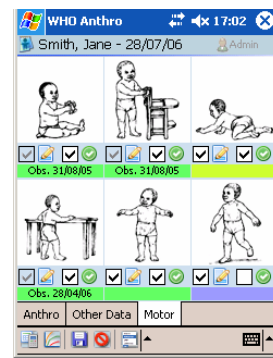 WHO Anthro 17:02
Smith, Jane - 28/07/06 Admin
Obs. 31/08/05 Obs. 31/08/05
Obs. 28/04/06
Anthro Other Data Motor